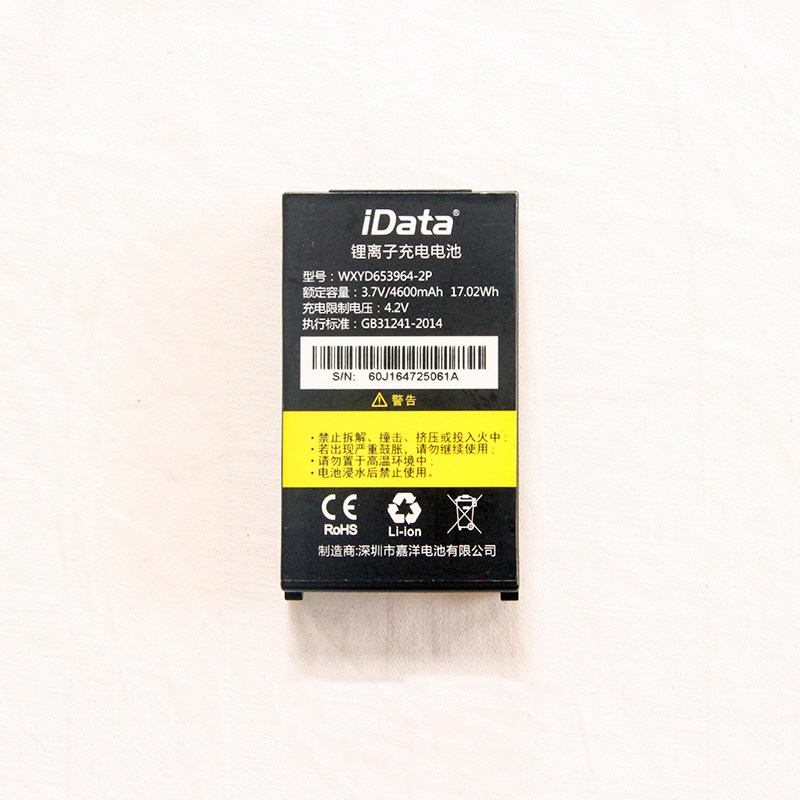 iData®
锂离子充电电池
型号：WXYD653964-2P
额定容量：3.7V/4600mAh 17.02Wh
充电限制电压：4.2V
执行标准：GB31241-2014
S/N: 60J164725061A
警告
·禁止拆解、撞击、挤压或投入火中；
·若出现严重鼓胀，请勿继续使用；
·请勿置于高温环境中；
·电池浸水后禁止使用。
CE
RoHS
Li-ion
制造商:深圳市嘉洋电池有限公司